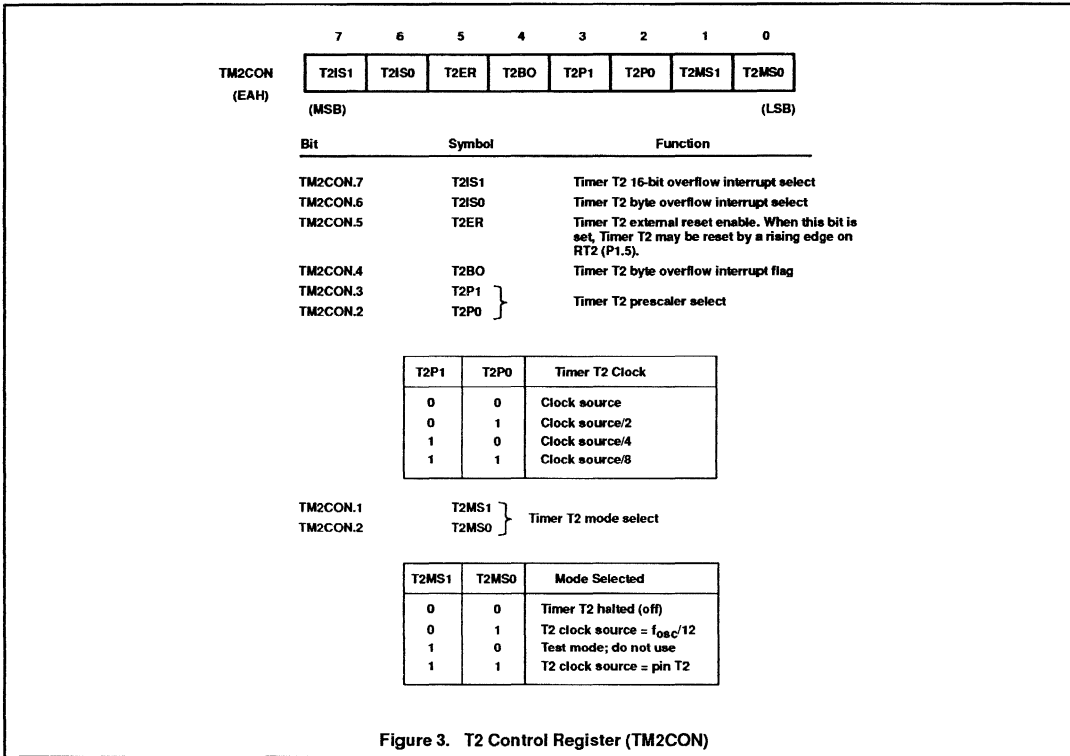 7 6 5 4 3 2 1 0
TM2CON T2IS1 T2IS0 T2ER T2BO T2P1 T2P0 T2MS1 T2MS0
(EAH)
(MSB) (LSB)
Bit Symbol Function
TM2CON.7 T2IS1 Timer T2 16-bit overflow interrupt select
TM2CON.6 T2IS0 Timer T2 byte overflow interrupt select
TM2CON.5 T2ER Timer T2 external reset enable. When this bit is
set, Timer T2 may be reset by a rising edge on
RT2 (P1.5).
TM2CON.4 T2BO Timer T2 byte overflow interrupt flag
TM2CON.3 T2P1
Timer T2 prescaler select
TM2CON.2 T2P0
T2P1 T2P0 Timer T2 Clock
0 0 Clock source
0 1 Clock source/2
1 0 Clock source/4
1 1 Clock source/8
TM2CON.1 T2MS1
Timer T2 mode select
TM2CON.2 T2MS0
T2MS1 T2MS0 Mode Selected
0 0 Timer T2 halted (off)
0 1 T2 clock source = fosc/12
1 0 Test mode; do not use
1 1 T2 clock source = pin T2
Figure 3. T2 Control Register (TM2CON)